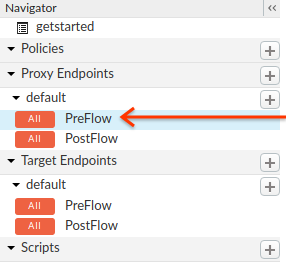 Navigator
getstarted
Policies
Proxy Endpoints
default
All PreFlow
All PostFlow
Target Endpoints
default
All PreFlow
All PostFlow
Scripts